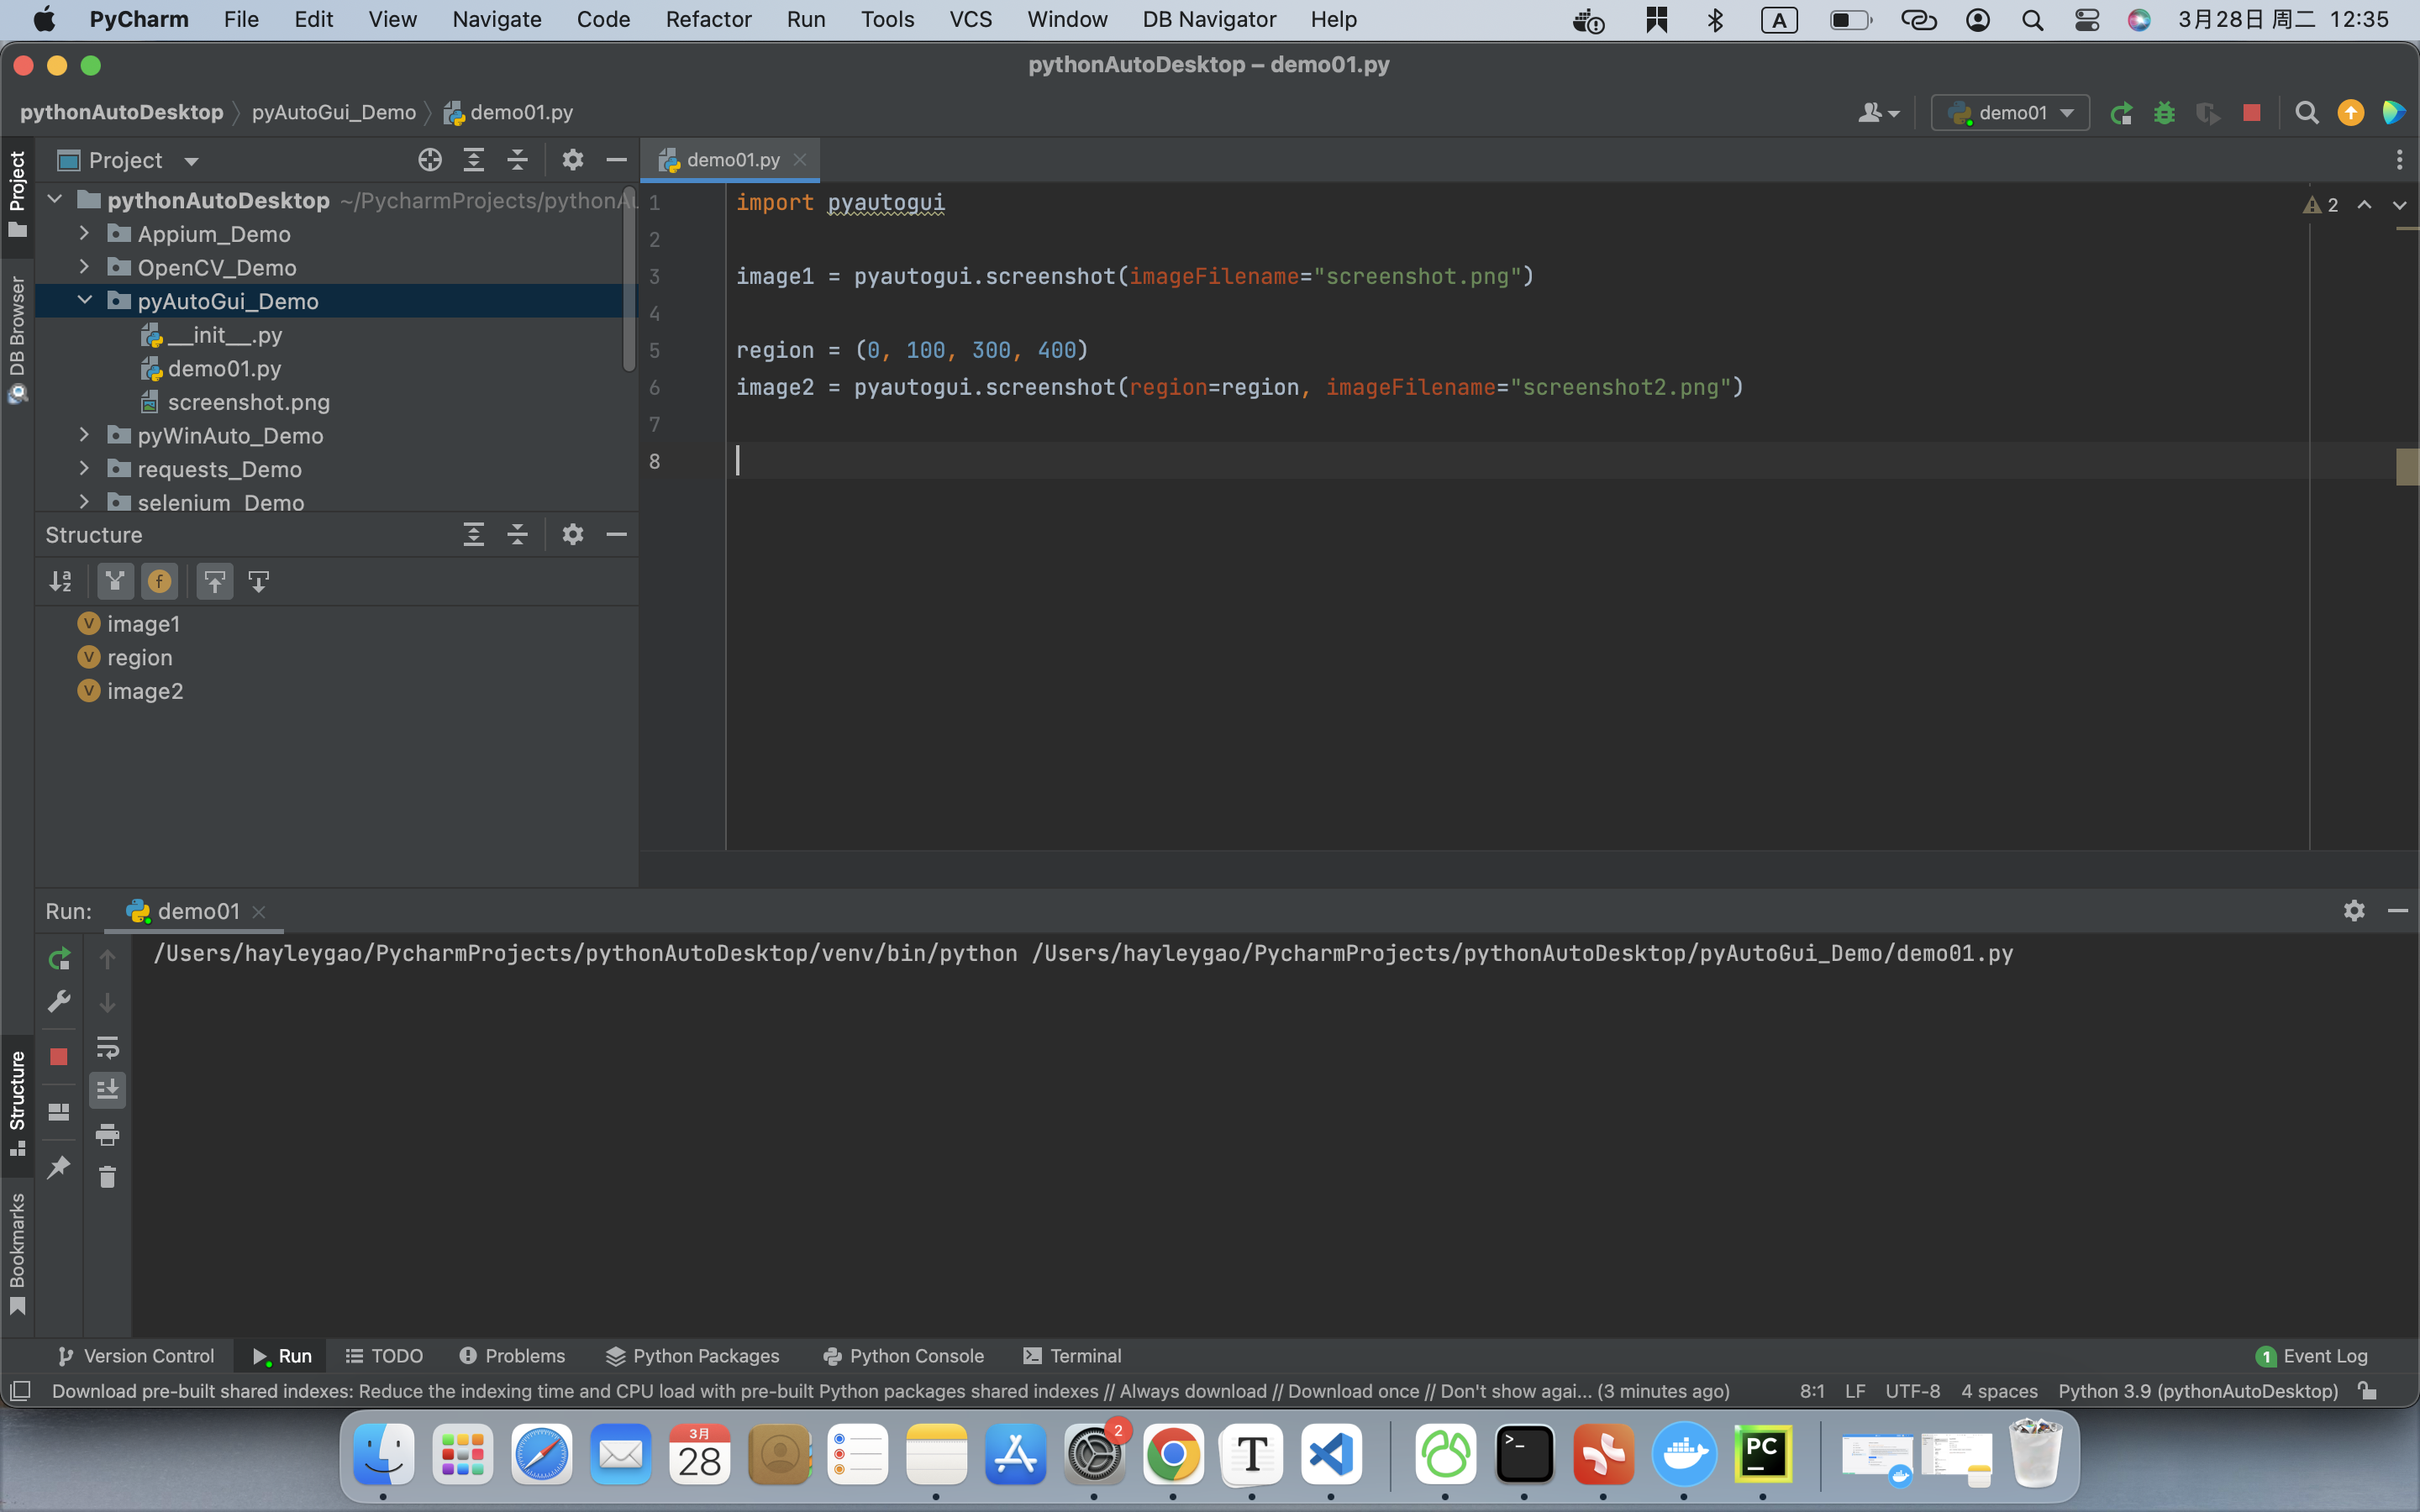 PyCharm File Edit View Navigate Code Refactor Run Tools VCS Window DB Navigator Help A 3月28日 周二 12:35
pythonAutoDesktop – demo01.py
pythonAutoDesktop pyAutoGui_Demo demo01.py demo01
Project
DB Browser
Structure
Bookmarks
Project
pythonAutoDesktop ~/PycharmProjects/pythonAu
Appium_Demo
OpenCV_Demo
pyAutoGui_Demo
__init__.py
demo01.py
screenshot.png
pyWinAuto_Demo
requests_Demo
selenium_Demo
Structure
image1
region
image2
demo01.py
2
1 import pyautogui
2
3 image1 = pyautogui.screenshot(imageFilename="screenshot.png")
4
5 region = (0, 100, 300, 400)
6 image2 = pyautogui.screenshot(region=region, imageFilename="screenshot2.png")
7
8
Run: demo01
/Users/hayleygao/PycharmProjects/pythonAutoDesktop/venv/bin/python /Users/hayleygao/PycharmProjects/pythonAutoDesktop/pyAutoGui_Demo/demo01.py
Version Control Run TODO Problems Python Packages Python Console Terminal 1 Event Log
Download pre-built shared indexes: Reduce the indexing time and CPU load with pre-built Python packages shared indexes // Always download // Download once // Don't show agai... (3 minutes ago) 8:1 LF UTF-8 4 spaces Python 3.9 (pythonAutoDesktop)
3月
28
2
T
PC